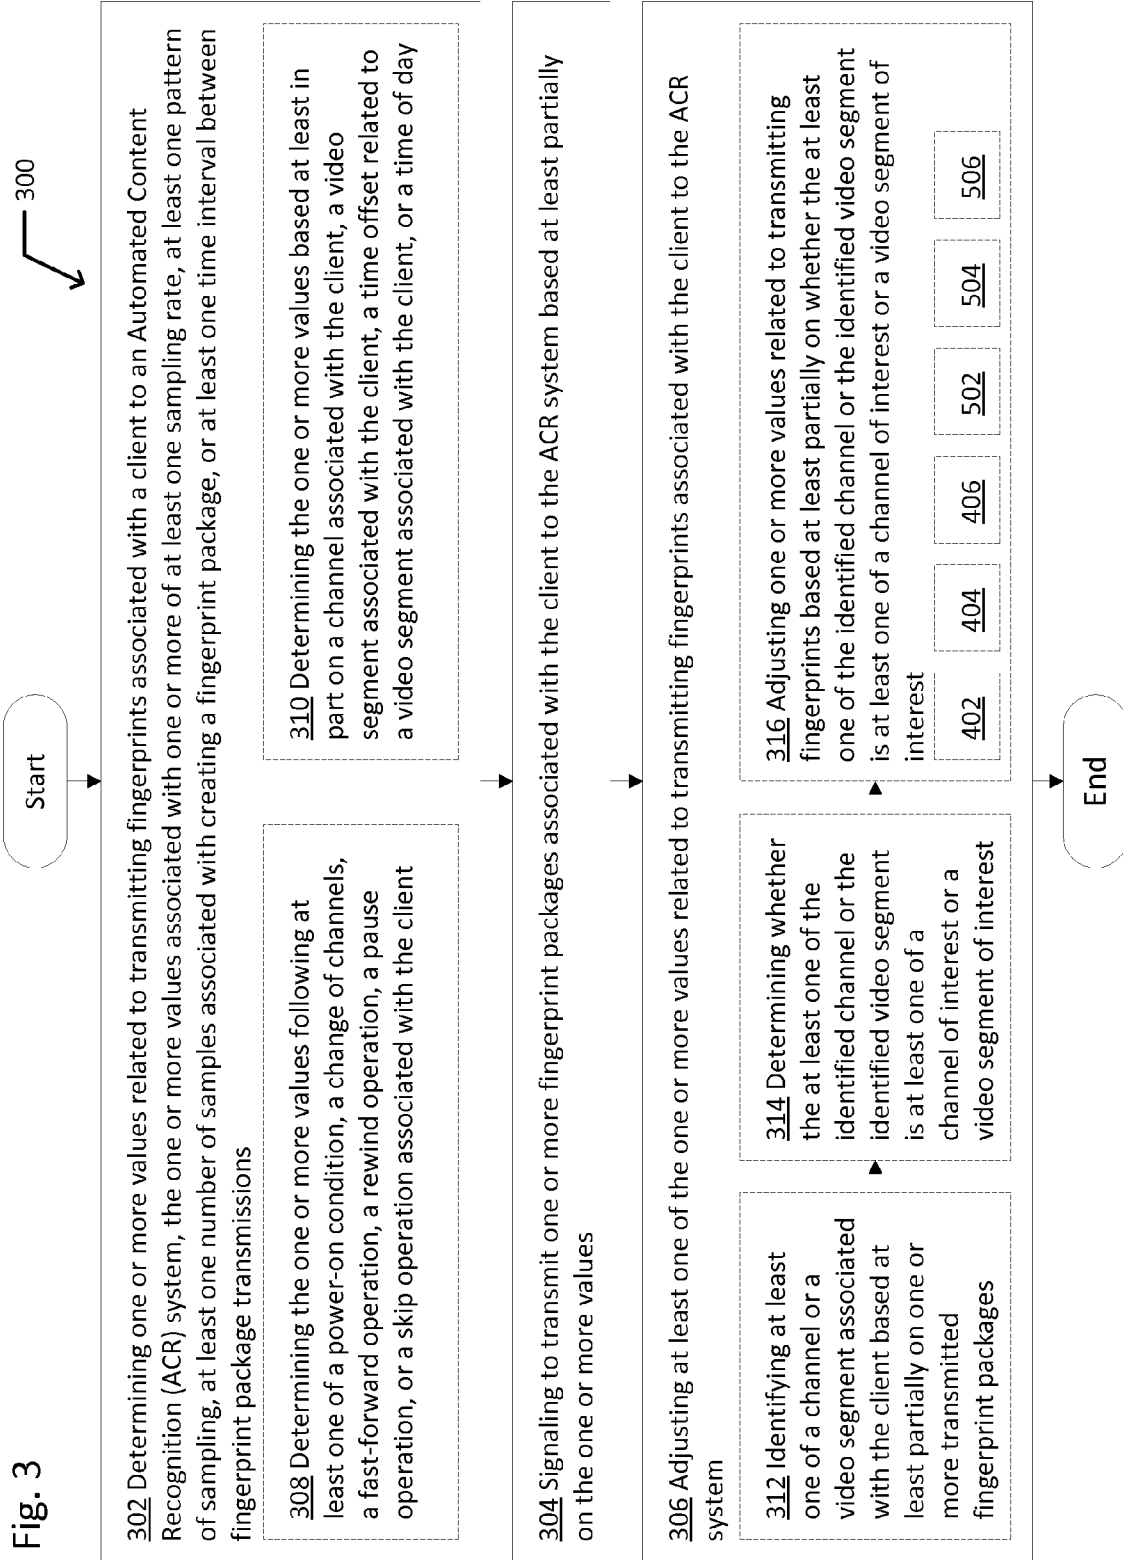 Fig. 3
300
Start
302 Determining one or more values related to transmitting fingerprints associated with a client to an Automated Content
Recognition (ACR) system, the one or more values associated with one or more of at least one sampling rate, at least one pattern
of sampling, at least one number of samples associated with creating a fingerprint package, or at least one time interval between
fingerprint package transmissions
308 Determining the one or more values following at
least one of a power-on condition, a change of channels,
a fast-forward operation, a rewind operation, a pause
operation, or a skip operation associated with the client
310 Determining the one or more values based at least in
part on a channel associated with the client, a video
segment associated with the client, a time offset related to
a video segment associated with the client, or a time of day
304 Signaling to transmit one or more fingerprint packages associated with the client to the ACR system based at least partially
on the one or more values
306 Adjusting at least one of the one or more values related to transmitting fingerprints associated with the client to the ACR
system
312 Identifying at least
one of a channel or a
video segment associated
with the client based at
least partially on one or
more transmitted
fingerprint packages
314 Determining whether
the at least one of the
identified channel or the
identified video segment
is at least one of a
channel of interest or a
video segment of interest
316 Adjusting one or more values related to transmitting
fingerprints based at least partially on whether the at least
one of the identified channel or the identified video segment
is at least one of a channel of interest or a video segment of
interest
402 404 406 502 504 506
End